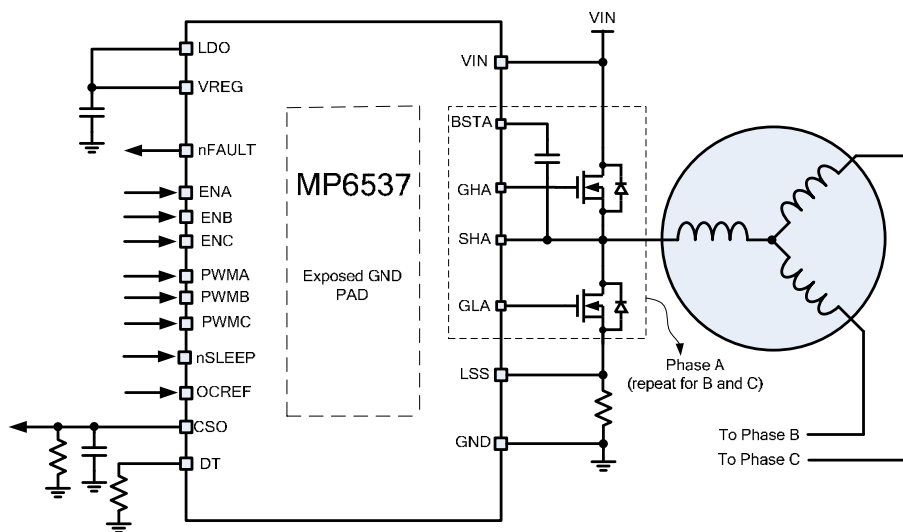 VIN
LDO
VIN
VREG
BSTA
nFAULT
MP6537
GHA
ENA
ENB
ENC
SHA
Exposed GND
PAD
PWMA
PWMB
GLA
PWMC
nSLEEP
Phase A
(repeat for B and C)
LSS
OCREF
CSO
GND
To Phase B
To Phase C
DT